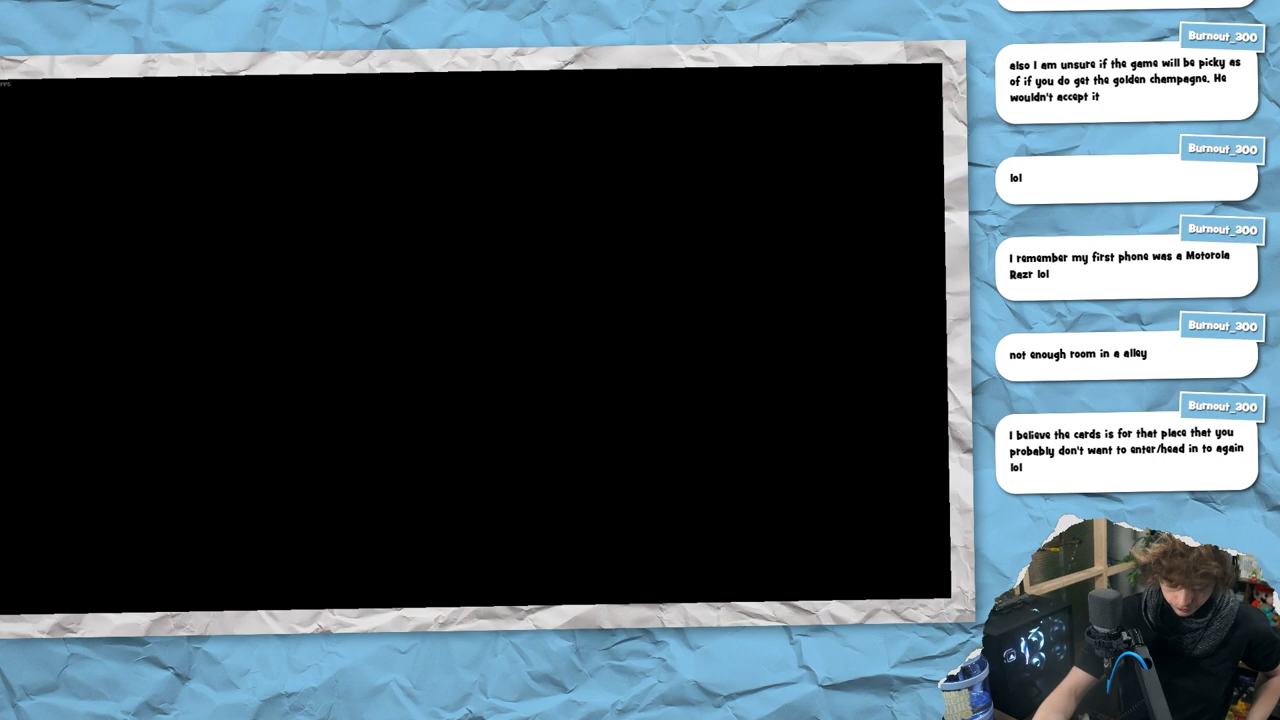 FPS
Burnout_300
also I am unsure if the game will be picky as
of if you do get the golden champagne. He
wouldn't accept it
Burnout_300
lol
Burnout_300
I remember my first phone was a Motorola
Razr lol
Burnout_300
not enough room in a alley
Burnout_300
I believe the cards is for that place that you
probably don't want to enter/head in to again
lol